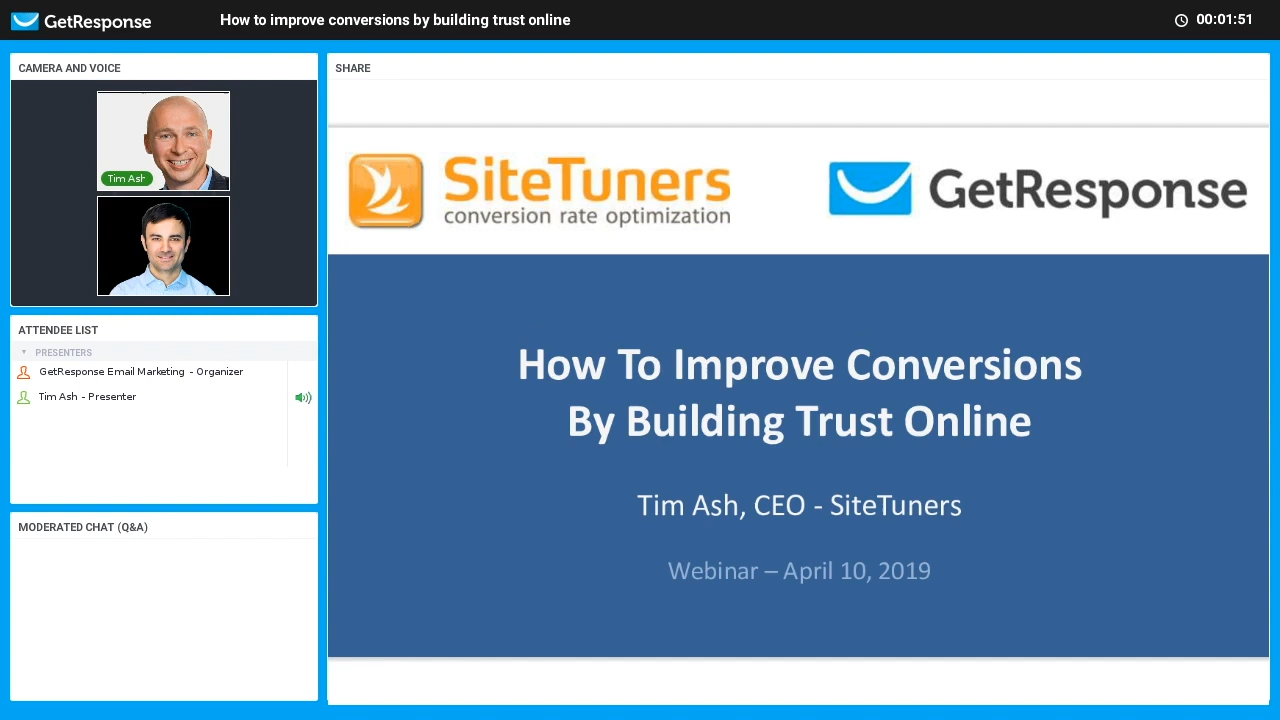 GetResponse
How to improve conversions by building trust online
00:01:51
CAMERA AND VOICE
Tim Ash
ATTENDEE LIST
PRESENTERS
GetResponse Email Marketing - Organizer
Tim Ash - Presenter
MODERATED CHAT (Q&A)
SHARE
SiteTuners
conversion rate optimization
GetResponse
How To Improve Conversions
By Building Trust Online
Tim Ash, CEO - SiteTuners
Webinar – April 10, 2019